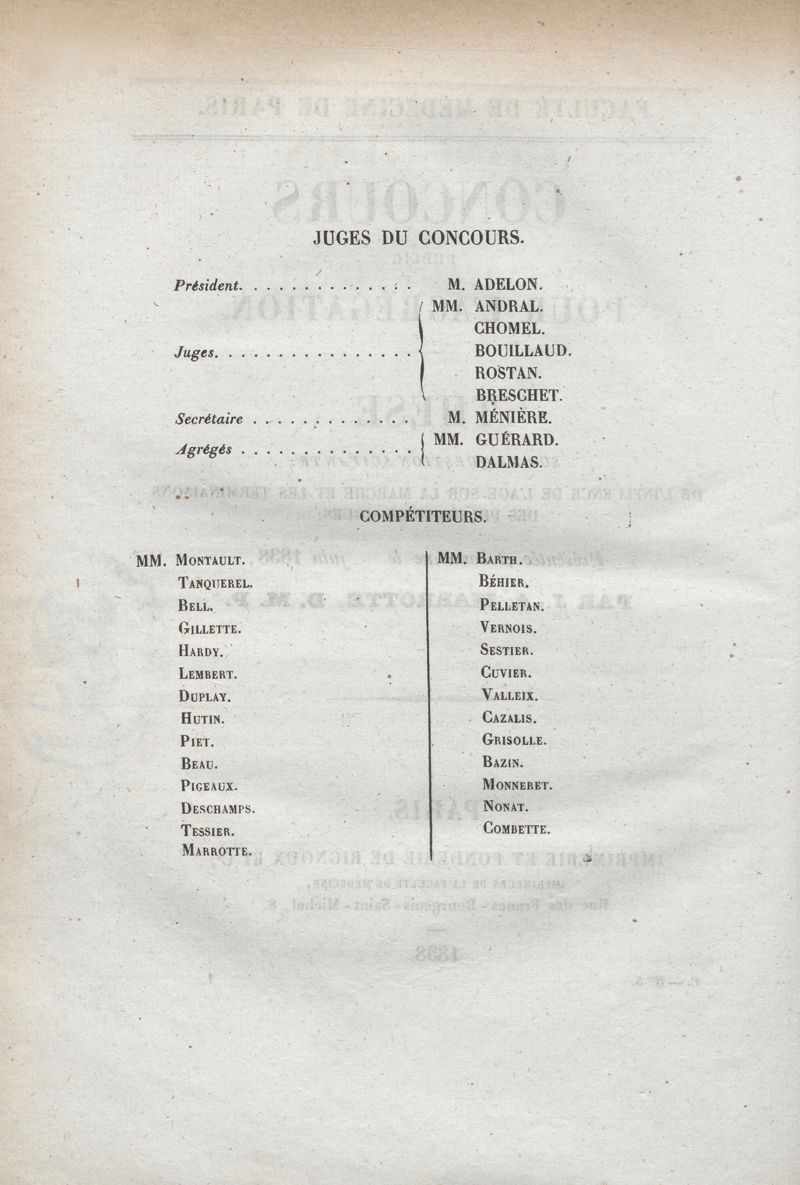 JUGES DU CONCOURS.
Président. . . . . . . . . . . . . . M. ADELON.
MM. ANDRAL.
CHOMEL.
Juges. . . . . . . . . . . . . . . . BOUILLAUD.
ROSTAN.
BRESCHET.
Secrétaire . . . . . . . . . . . . . M. MÉNIÈRE.
Agrégés . . . . . . . . . . . . . . MM. GUÉRARD.
DALMAS.
COMPÉTITEURS.
MM. MONTAULT.
TANQUEREL.
BELL.
GILLETTE.
HARDY.
LEMBERT.
DUPLAY.
HUTIN.
PIET.
BEAU.
PIGEAUX.
DESCHAMPS.
TESSIER.
MARROTTE.
MM. BARTH.
BÉHIER.
PELLETAN.
VERNOIS.
SESTIER.
CUVIER.
VALLEIX.
CAZALIS.
GRISOLLE.
BAZIN.
MONNERET.
NONAT.
COMBETTE.